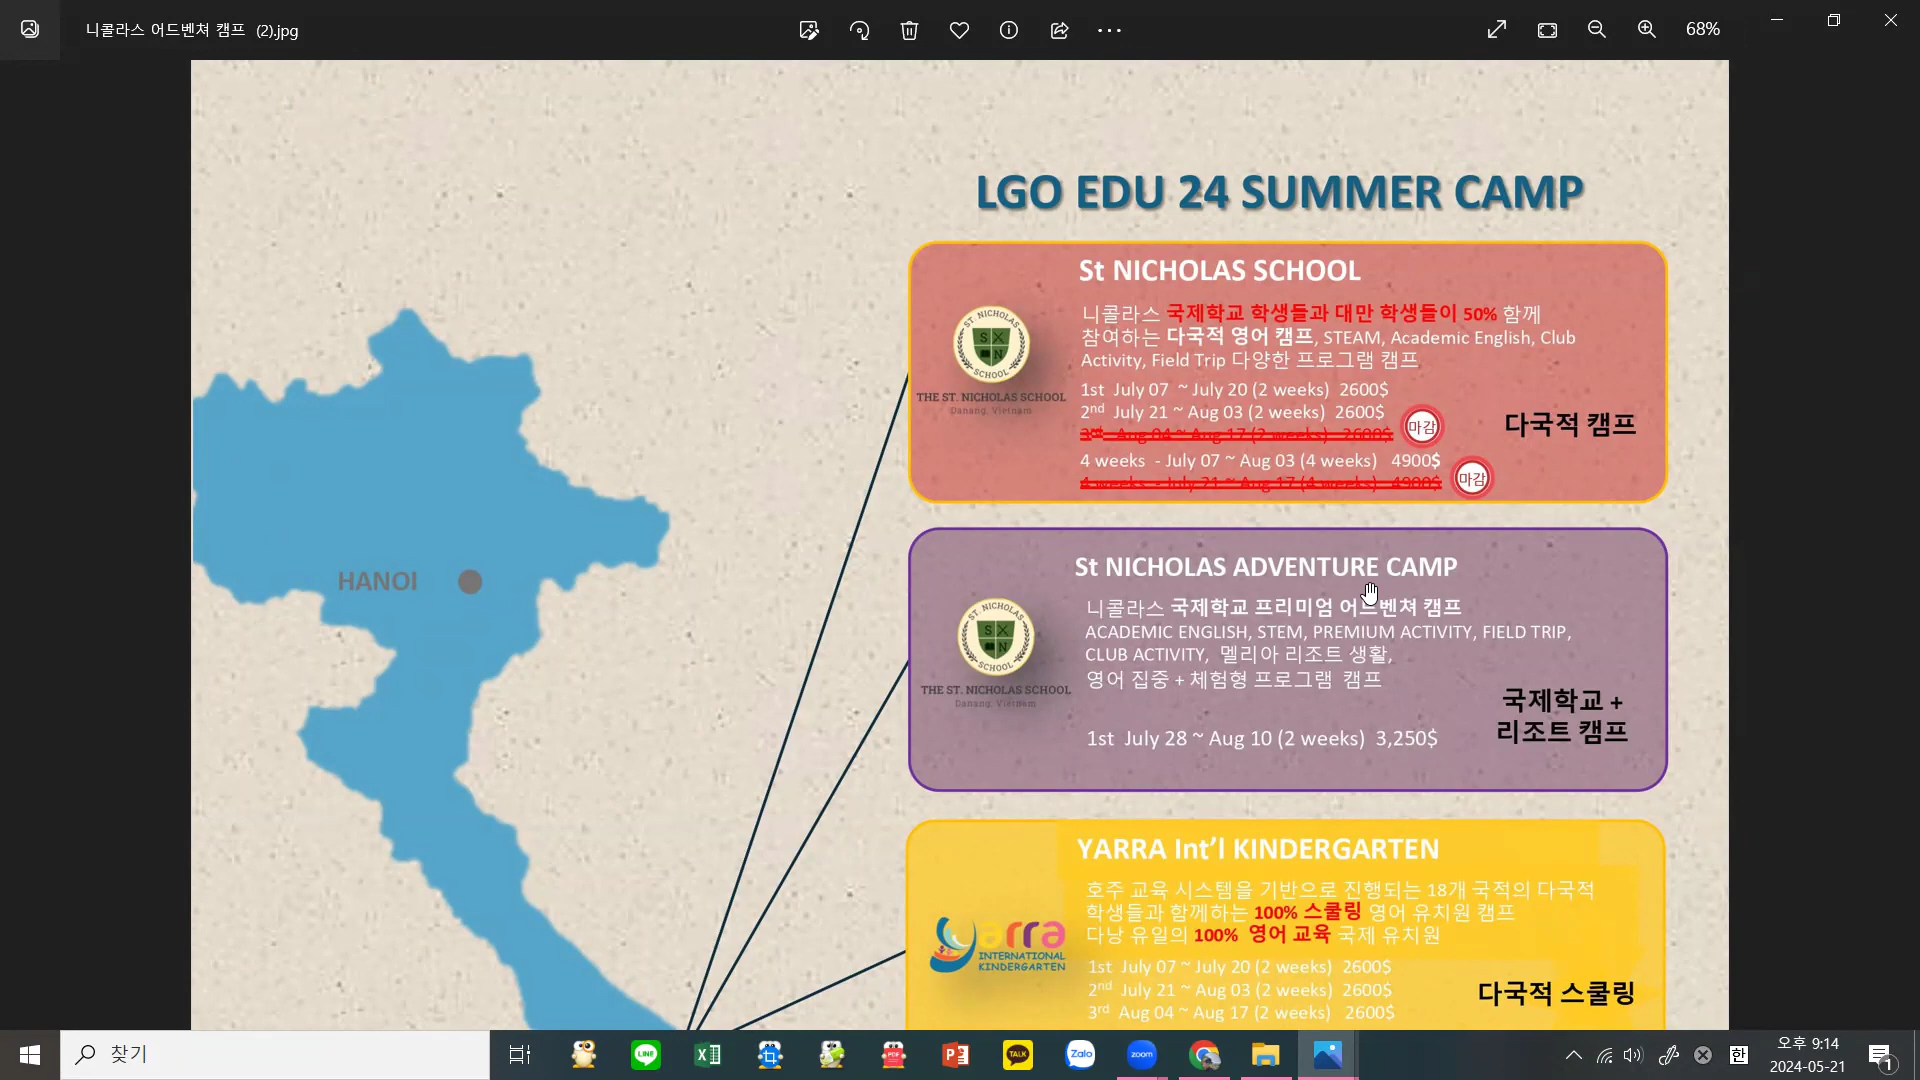 니콜라스 어드벤쳐 캠프 (2).jpg
68%
LGO EDU 24 SUMMER CAMP
St NICHOLAS SCHOOL
니콜라스 국제학교 학생들과 대만 학생들이 50% 함께
참여하는 다국적 영어 캠프, STEAM, Academic English, Club
Activity, Field Trip 다양한 프로그램 캠프
1st July 07 ~ July 20 (2 weeks) 2600$
2nd July 21 ~ Aug 03 (2 weeks) 2600$
3rd Aug 04 ~ Aug 17 (2 weeks) 2600$
마감
4 weeks - July 07 ~ Aug 03 (4 weeks) 4900$
4 weeks - July 21 ~ Aug 17 (4 weeks) 4900$
마감
다국적 캠프
ST. NICHOLAS
S N
SCHOOL
THE ST. NICHOLAS SCHOOL
Danang, Vietnam
HANOI
St NICHOLAS ADVENTURE CAMP
니콜라스 국제학교 프리미엄 어드벤쳐 캠프
ACADEMIC ENGLISH, STEM, PREMIUM ACTIVITY, FIELD TRIP,
CLUB ACTIVITY, 멜리아 리조트 생활,
영어 집중 + 체험형 프로그램 캠프
1st July 28 ~ Aug 10 (2 weeks) 3,250$
국제학교 +
리조트 캠프
ST. NICHOLAS
S N
SCHOOL
THE ST. NICHOLAS SCHOOL
Danang, Vietnam
YARRA Int’l KINDERGARTEN
호주 교육 시스템을 기반으로 진행되는 18개 국적의 다국적
학생들과 함께하는 100% 스쿨링 영어 유치원 캠프
다낭 유일의 100% 영어 교육 국제 유치원
1st July 07 ~ July 20 (2 weeks) 2600$
2nd July 21 ~ Aug 03 (2 weeks) 2600$
3rd Aug 04 ~ Aug 17 (2 weeks) 2600$
다국적 스쿨링
Yarra
INTERNATIONAL
KINDERGARTEN
찾기
LINE
PDF
TALK
Zalo
zoom
한
오후 9:14
2024-05-21
1